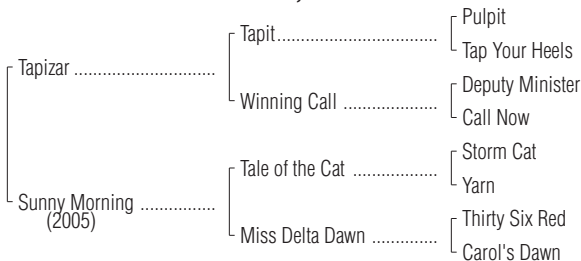 Pulpit
Tapit..................................
Tap Your Heels
Tapizar ..............................
Deputy Minister
Winning Call ....................
Call Now
Storm Cat
Tale of the Cat ..................
Yarn
Sunny Morning ................
(2005)
Thirty Six Red
Miss Delta Dawn ..............
Carol's Dawn